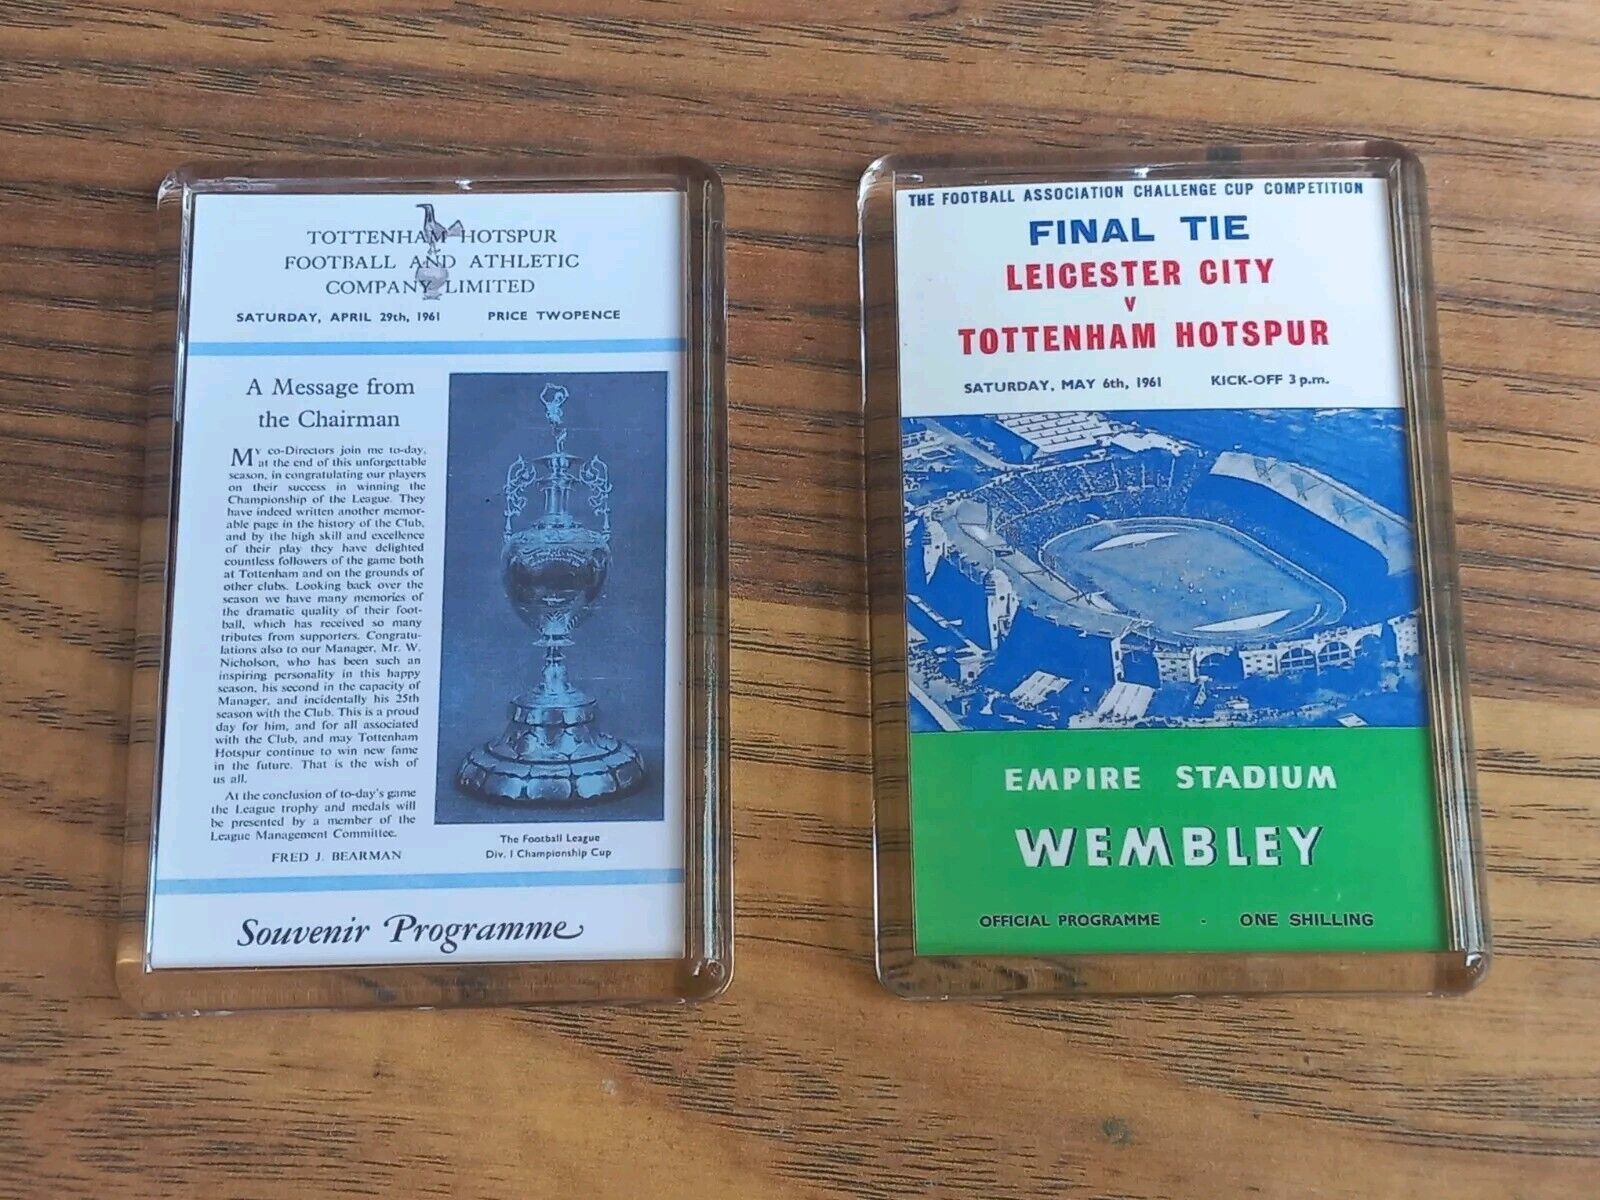 TOTTENHAM HOTSPUR
FOOTBALL AND ATHLETIC
COMPANY LIMITED
SATURDAY, APRIL 29th, 1961 PRICE TWOPENCE
A Message from
the Chairman
MY co-Directors join me to-day,
at the end of this unforgettable
season, in congratulating our players
on their success in winning the
Championship of the League. They
have indeed written another memor-
able page in the history of the Club,
and by the high skill and excellence
of their play they have delighted
countless followers of the game both
at Tottenham and on the grounds of
other clubs. Looking back over the
season we have many memories of
the dramatic quality of their foot-
ball, which has received so many
tributes from supporters. Congratu-
lations also to our Manager, Mr. W.
Nicholson, who has been such an
inspiring personality in this happy
season, his second in the capacity of
Manager, and incidentally his 25th
season with the Club. This is a proud
day for him, and for all associated
with the Club, and may Tottenham
Hotspur continue to win new fame
in the future. That is the wish of
us all.
At the conclusion of to-day's game
the League trophy and medals will
be presented by a member of the
League Management Committee.
FRED J. BEARMAN
The Football League
Div. 1 Championship Cup
Souvenir Programme
THE FOOTBALL ASSOCIATION CHALLENGE CUP COMPETITION
FINAL TIE
LEICESTER CITY
V
TOTTENHAM HOTSPUR
SATURDAY, MAY 6th, 1961 KICK-OFF 3 p.m.
EMPIRE STADIUM
WEMBLEY
OFFICIAL PROGRAMME - ONE SHILLING